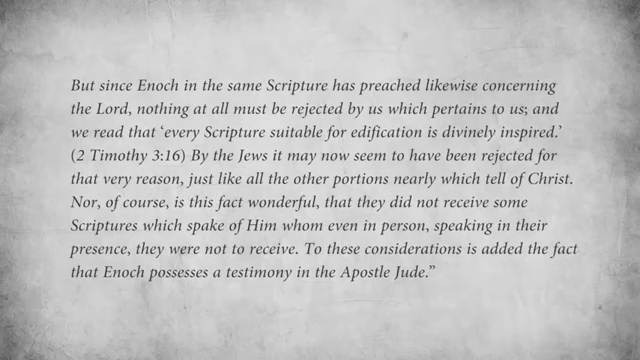 But since Enoch in the same Scripture has preached likewise concerning
the Lord, nothing at all must be rejected by us which pertains to us; and
we read that ‘every Scripture suitable for edification is divinely inspired.’
(2 Timothy 3:16) By the Jews it may now seem to have been rejected for
that very reason, just like all the other portions nearly which tell of Christ.
Nor, of course, is this fact wonderful, that they did not receive some
Scriptures which spake of Him whom even in person, speaking in their
presence, they were not to receive. To these considerations is added the fact
that Enoch possesses a testimony in the Apostle Jude.”